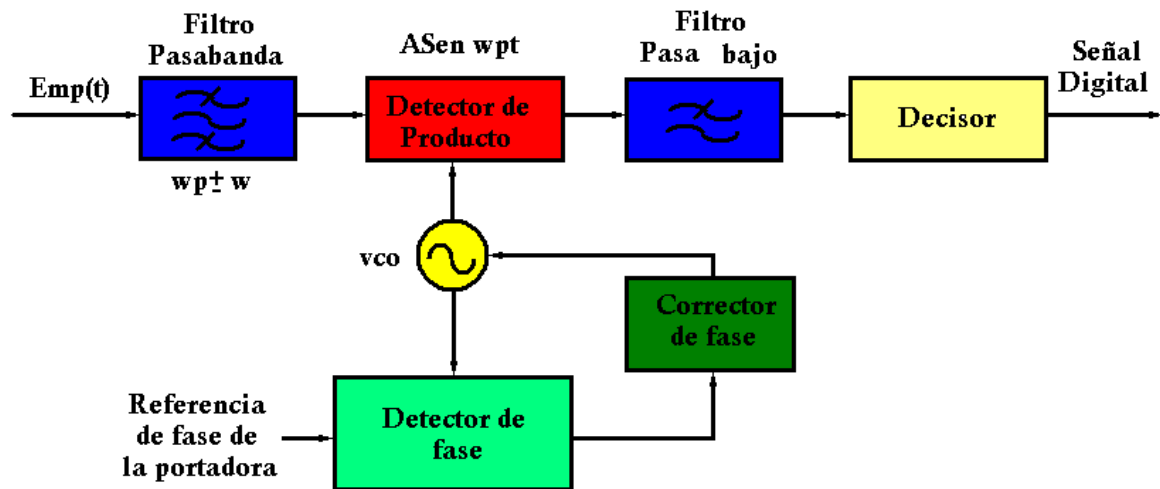 Filtro
Pasabanda
ASen wpt
Filtro
Pasa bajo
Señal
Digital
Emp(t)
Detector de
Producto
Decisor
wp± w
vco
Corrector
de fase
Referencia
de fase de
la portadora
Detector de
fase